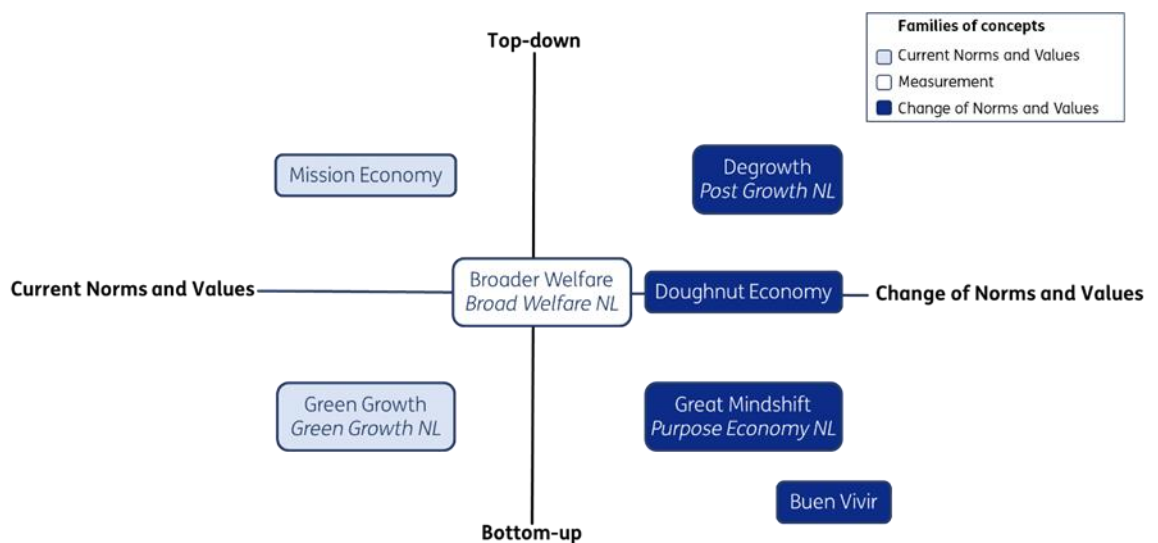 Top-down
Families of concepts
Current Norms and Values
Measurement
Change of Norms and Values
Mission Economy
Degrowth
Post Growth NL
Current Norms and Values
Broader Welfare
Broad Welfare NL
Doughnut Economy
Change of Norms and Values
Green Growth
Green Growth NL
Great Mindshift
Purpose Economy NL
Buen Vivir
Bottom-up